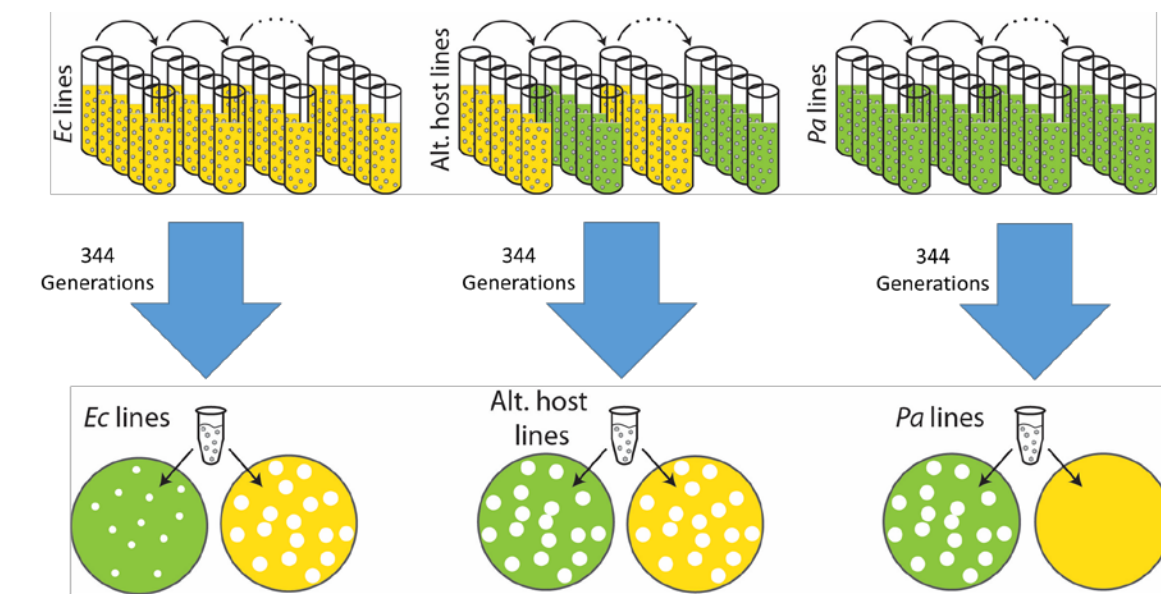 Ec lines
Alt. host lines
Pa lines
344
Generations
344
Generations
344
Generations
Ec lines
Alt. host
lines
Pa lines